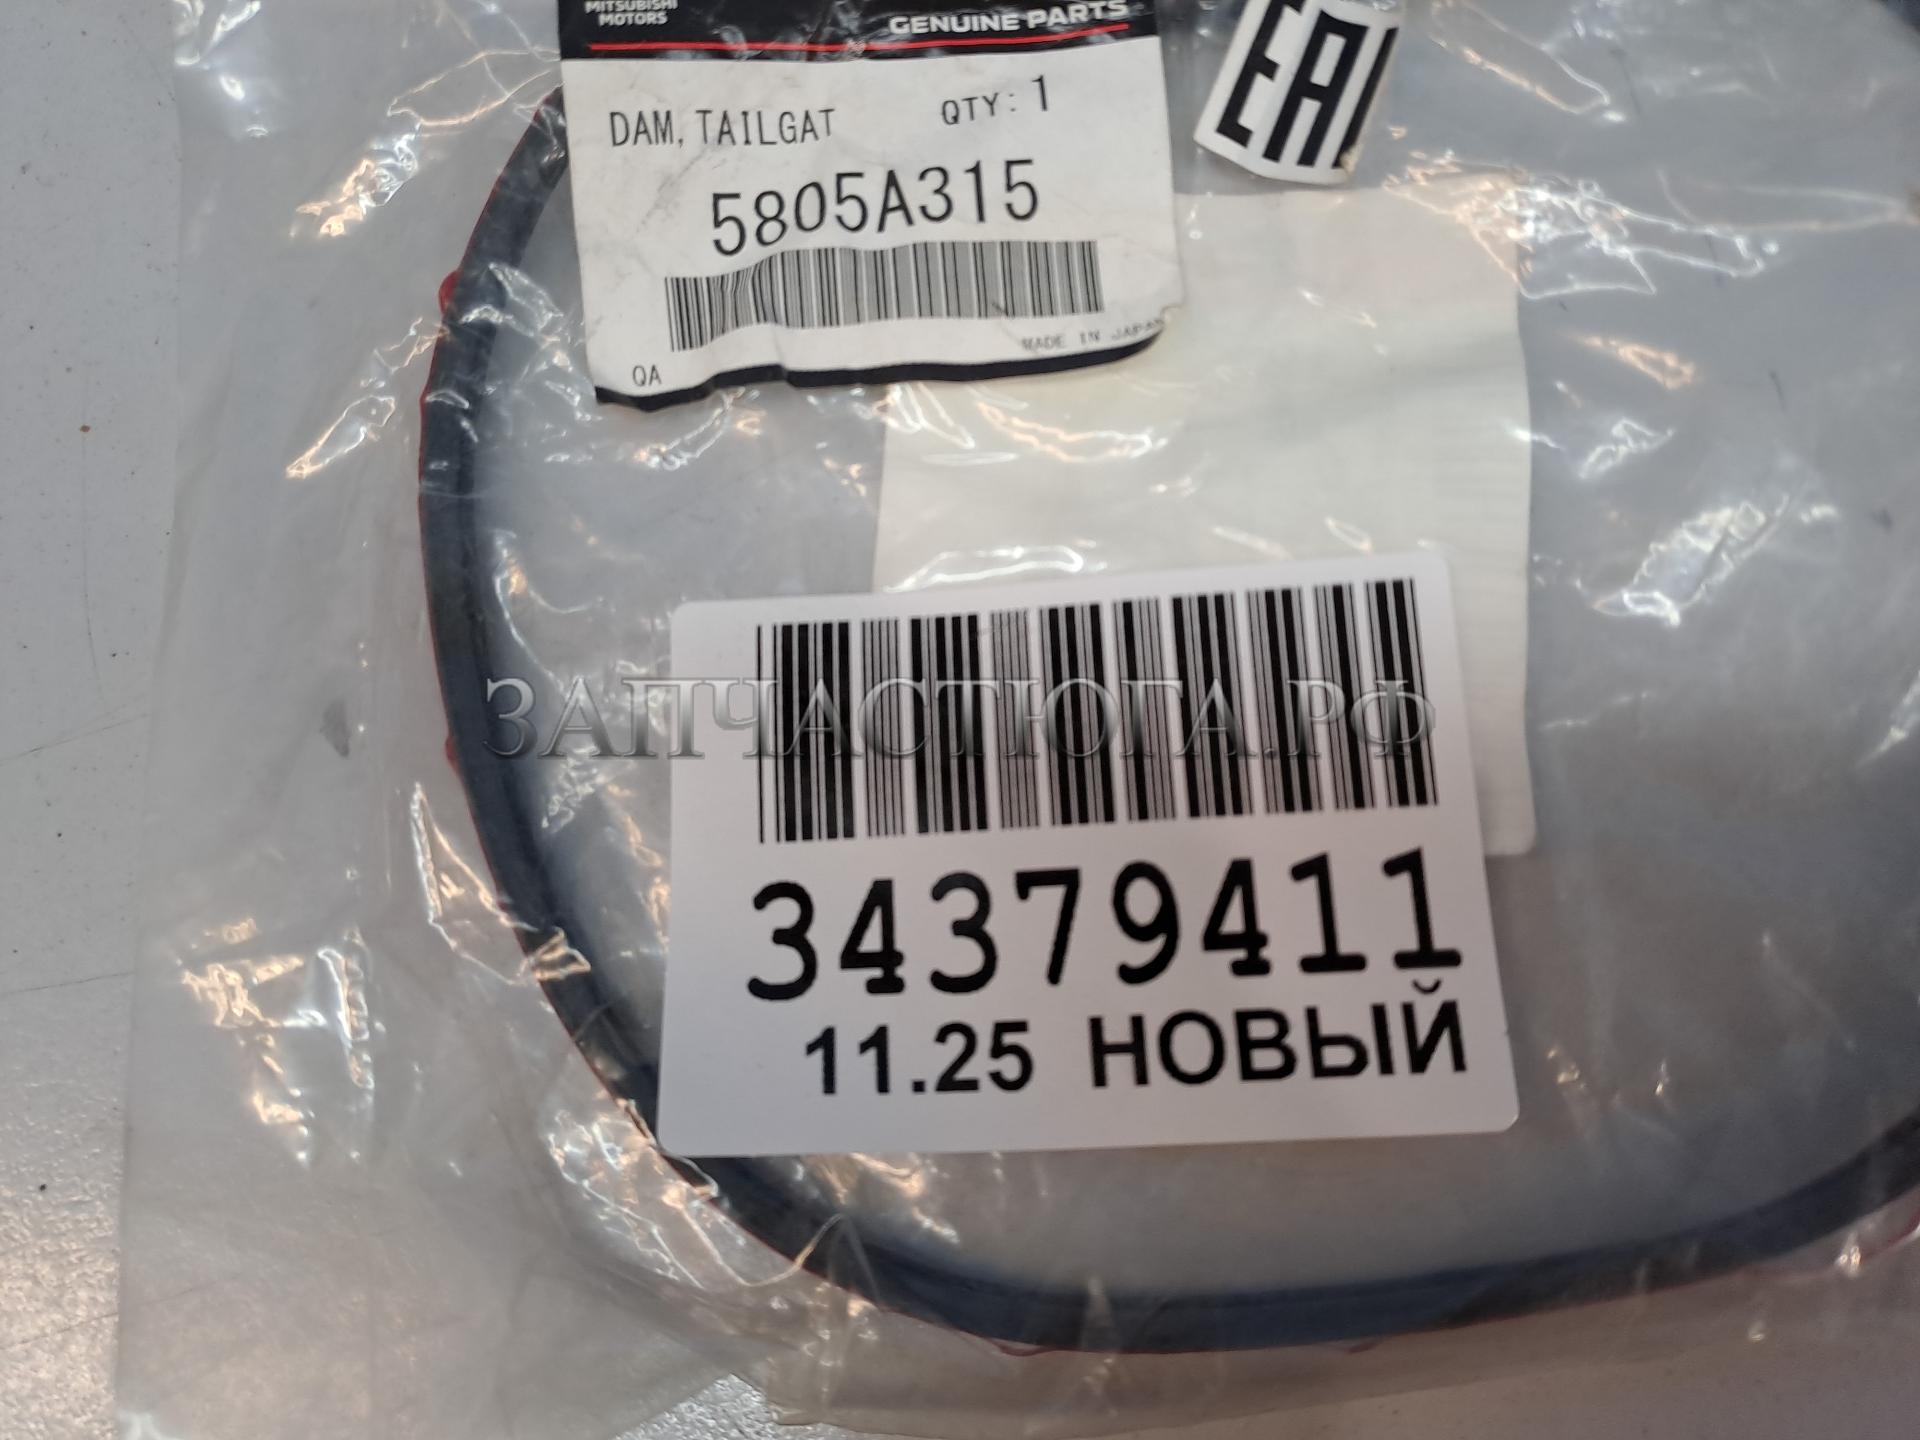 MITSUBISHI
MOTORS
GENUINE PARTS
EAC
DAM, TAILGAT QTY: 1
5805A315
MADE IN JAPAN
QA
ЗАПЧАСТЮГА.РФ
34379411
11.25 НОВЫЙ